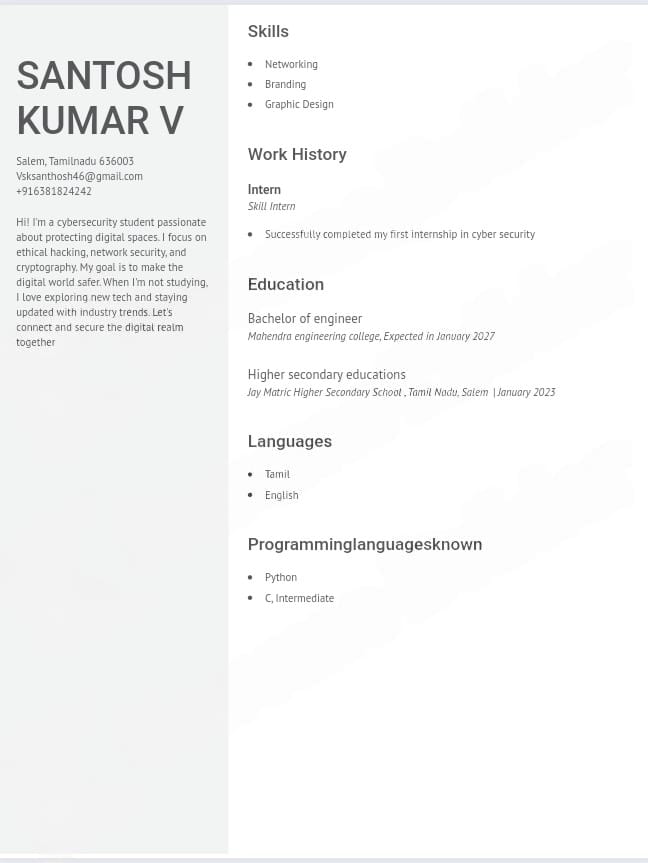 SANTOSH
KUMAR V
Salem, Tamilnadu 636003
Vsksanthosh46@gmail.com
+916381824242
Hi! I'm a cybersecurity student passionate
about protecting digital spaces. I focus on
ethical hacking, network security, and
cryptography. My goal is to make the
digital world safer. When I'm not studying,
I love exploring new tech and staying
updated with industry trends. Let's
connect and secure the digital realm
together
Skills
• Networking
• Branding
• Graphic Design
Work History
Intern
Skill Intern
• Successfully completed my first internship in cyber security
Education
Bachelor of engineer
Mahendra engineering college, Expected in January 2027
Higher secondary educations
Jay Matric Higher Secondary School , Tamil Nadu, Salem | January 2023
Languages
• Tamil
• English
Programminglanguagesknown
• Python
• C, Intermediate